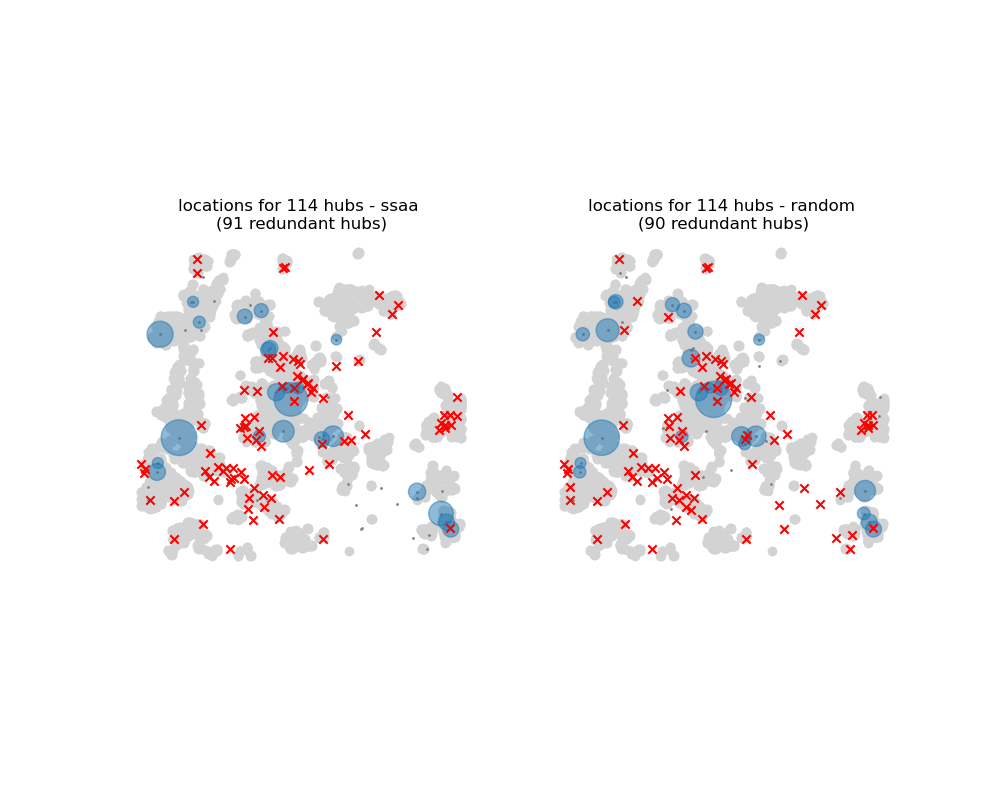 locations for 114 hubs - ssaa
(91 redundant hubs)
locations for 114 hubs - random
(90 redundant hubs)